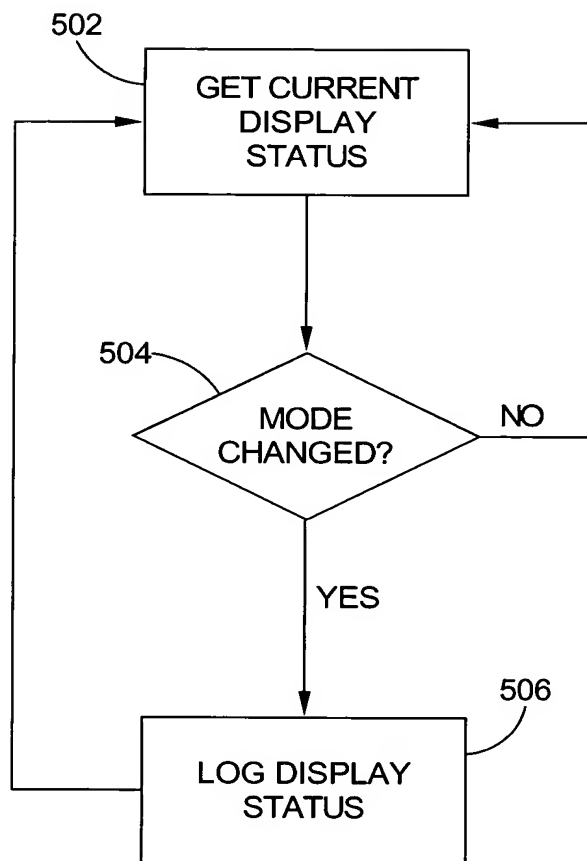 502
GET CURRENT
DISPLAY
STATUS
504
MODE
CHANGED?
NO
YES
506
LOG DISPLAY
STATUS